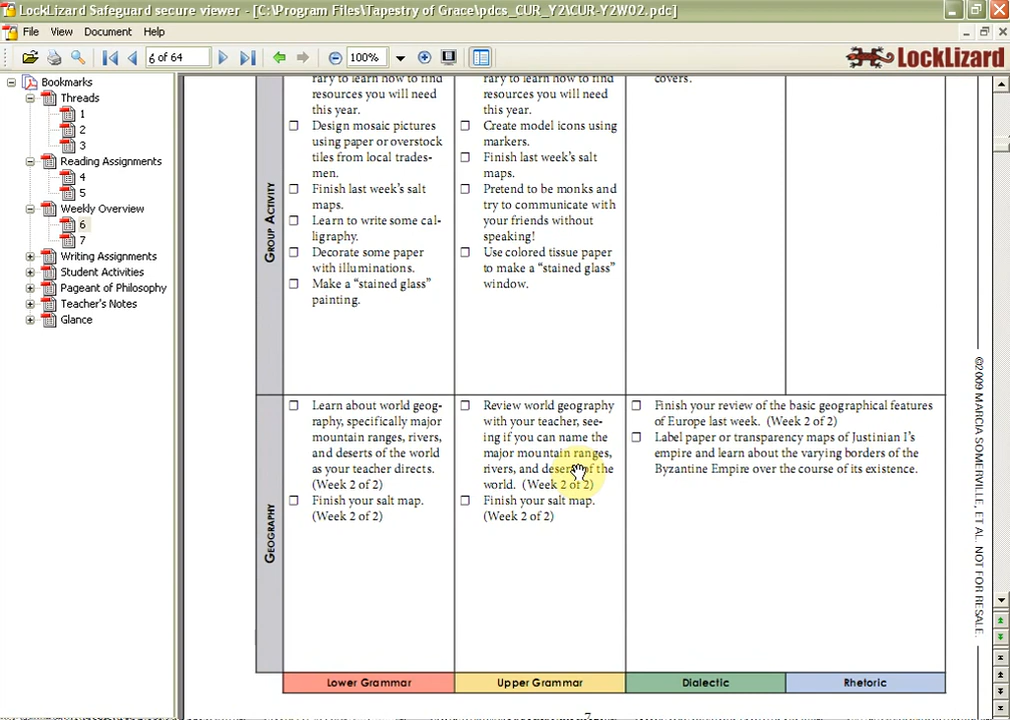 LockLizard Safeguard secure viewer - [C:\Program Files\Tapestry of Grace\pdcs_CUR_Y2\CUR-Y2W02.pdc]
File View Document Help
6 of 64
100%
LOCKLIZARD
Bookmarks
Threads
1
2
3
Reading Assignments
4
5
Weekly Overview
6
7
Writing Assignments
Student Activities
Pageant of Philosophy
Teacher's Notes
Glance
GROUP ACTIVITY
rary to learn how to find
resources you will need
this year.
Design mosaic pictures
using paper or overstock
tiles from local trades-
men.
Finish last week's salt
maps.
Learn to write some cal-
ligraphy.
Decorate some paper
with illuminations.
Make a "stained glass"
painting.
rary to learn how to find
resources you will need
this year.
Create model icons using
markers.
Finish last week's salt
maps.
Pretend to be monks and
try to communicate with
your friends without
speaking!
Use colored tissue paper
to make a "stained glass"
window.
covers.
GEOGRAPHY
Learn about world geog-
raphy, specifically major
mountain ranges, rivers,
and deserts of the world
as your teacher directs.
(Week 2 of 2)
Finish your salt map.
(Week 2 of 2)
Review world geography
with your teacher, see-
ing if you can name the
major mountain ranges,
rivers, and deserts of the
world. (Week 2 of 2)
Finish your salt map.
(Week 2 of 2)
Finish your review of the basic geographical features
of Europe last week. (Week 2 of 2)
Label paper or transparency maps of Justinian I's
empire and learn about the varying borders of the
Byzantine Empire over the course of its existence.
Lower Grammar
Upper Grammar
Dialectic
Rhetoric
7
©2009 MARCIA SOMERVILLE, ET AL. NOT FOR RESALE.